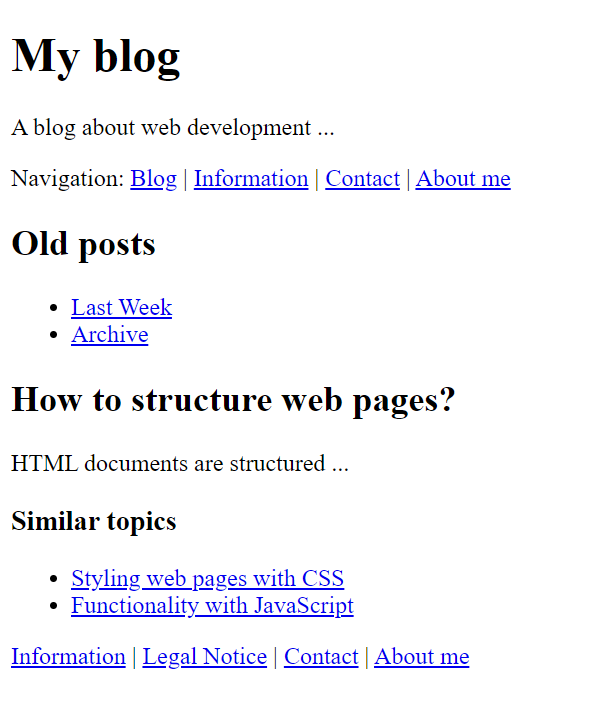 My blog
A blog about web development ...
Navigation: Blog | Information | Contact | About me
Old posts
Last Week
Archive
How to structure web pages?
HTML documents are structured ...
Similar topics
Styling web pages with CSS
Functionality with JavaScript
Information | Legal Notice | Contact | About me